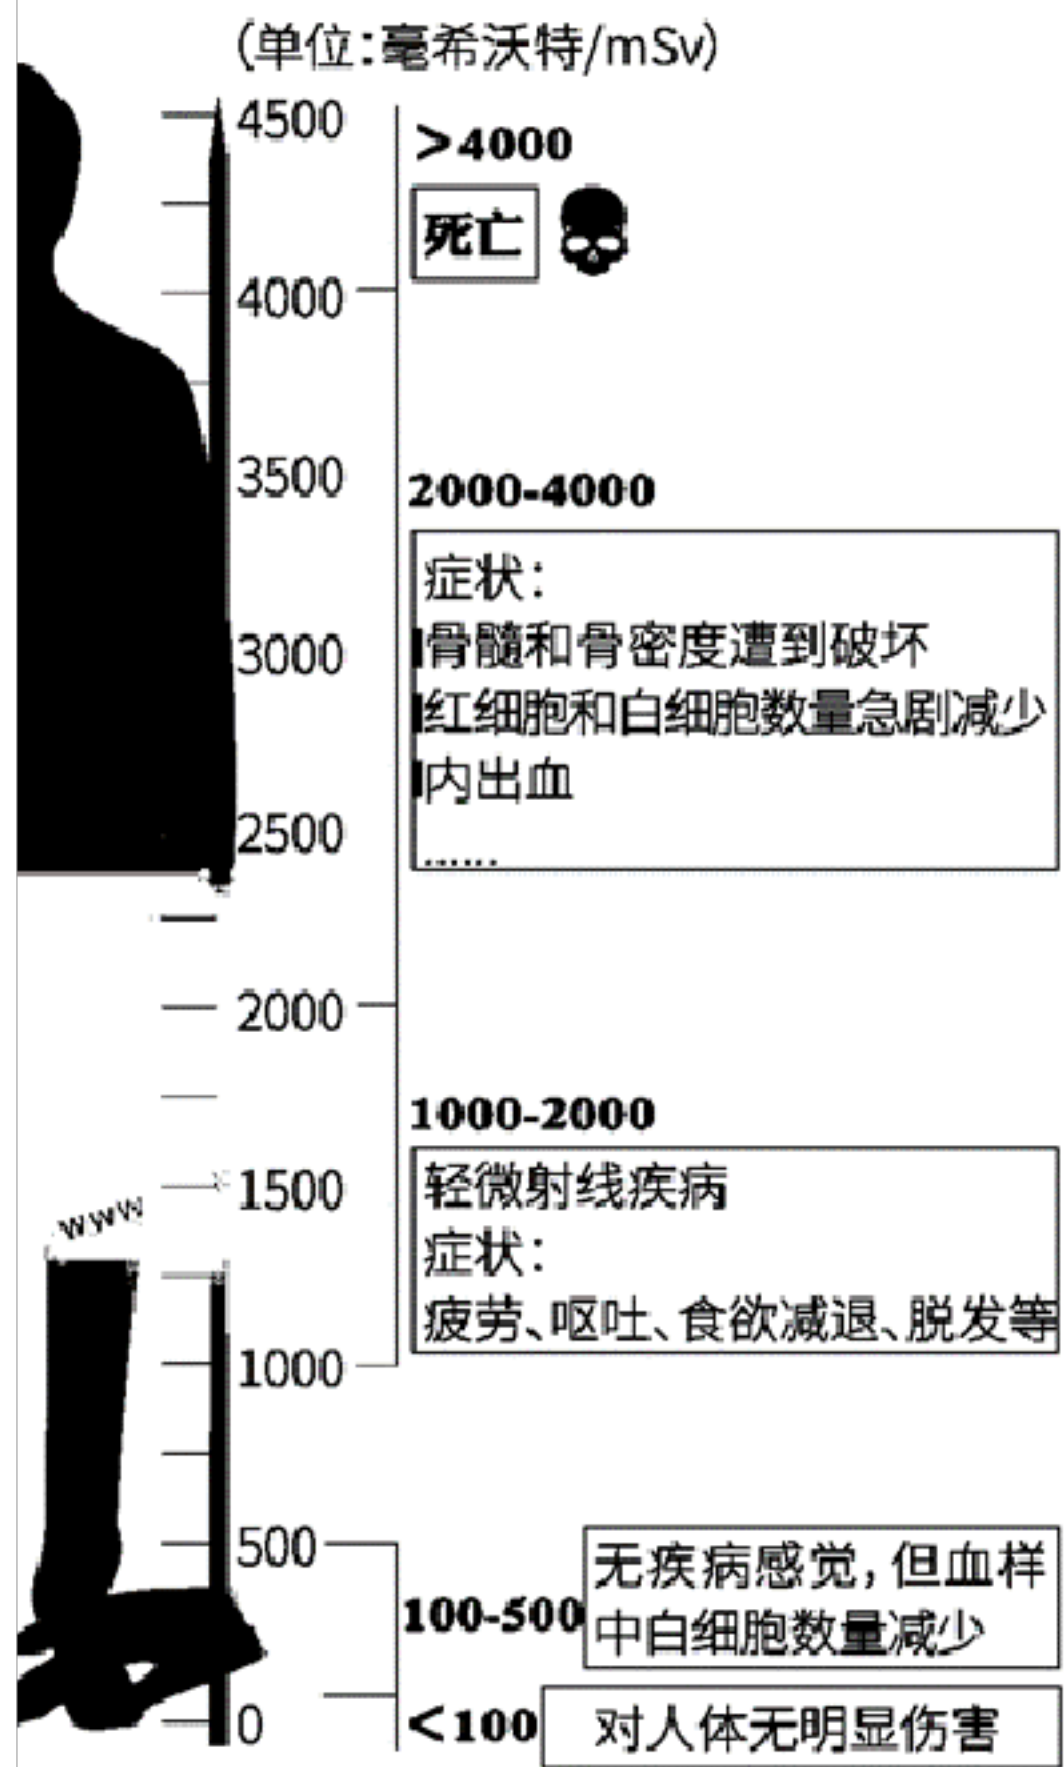 (单位:毫希沃特/mSv)
4500
>4000
死亡
4000
3500
2000-4000
症状:
骨髓和骨密度遭到破坏
3000
红细胞和白细胞数量急剧减少
内出血
2500
......
2000
1000-2000
1500
轻微射线疾病
www
症状:
疲劳、呕吐、食欲减退、脱发等
1000
500
无疾病感觉,但血样
100-500
中白细胞数量减少
0
<100
对人体无明显伤害